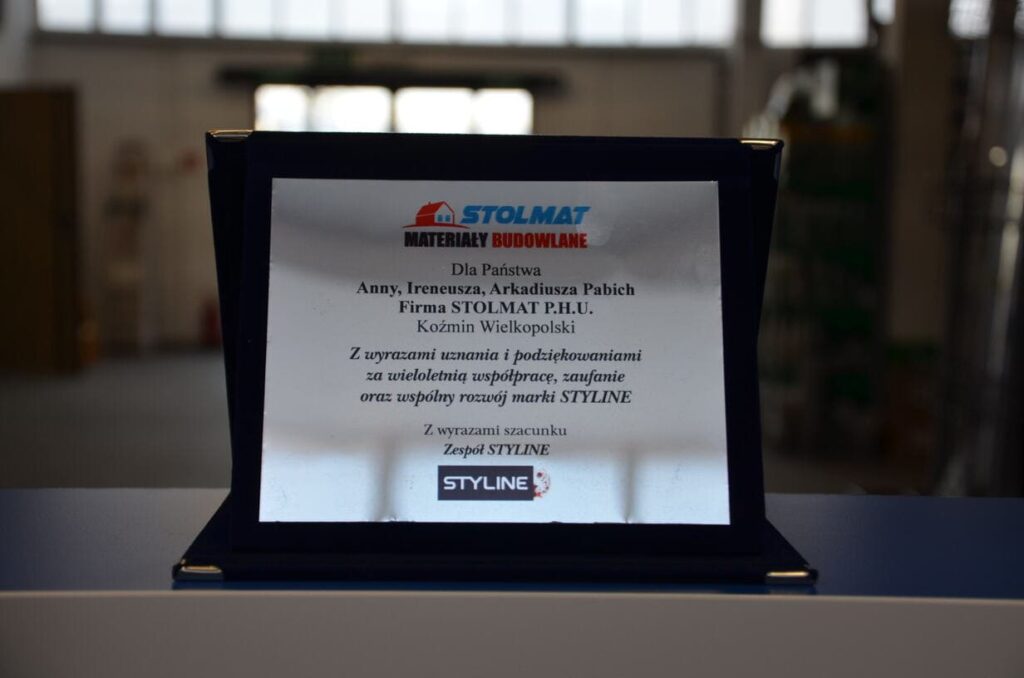 STOLMAT
MATERIAŁY BUDOWLANE
Dla Państwa
Anny, Ireneusza, Arkadiusza Pabich
Firma STOLMAT P.H.U.
Koźmin Wielkopolski
Z wyrazami uznania i podziękowaniami
za wieloletnią współpracę, zaufanie
oraz wspólny rozwój marki STYLINE
Z wyrazami szacunku
Zespół STYLINE
STYLINE